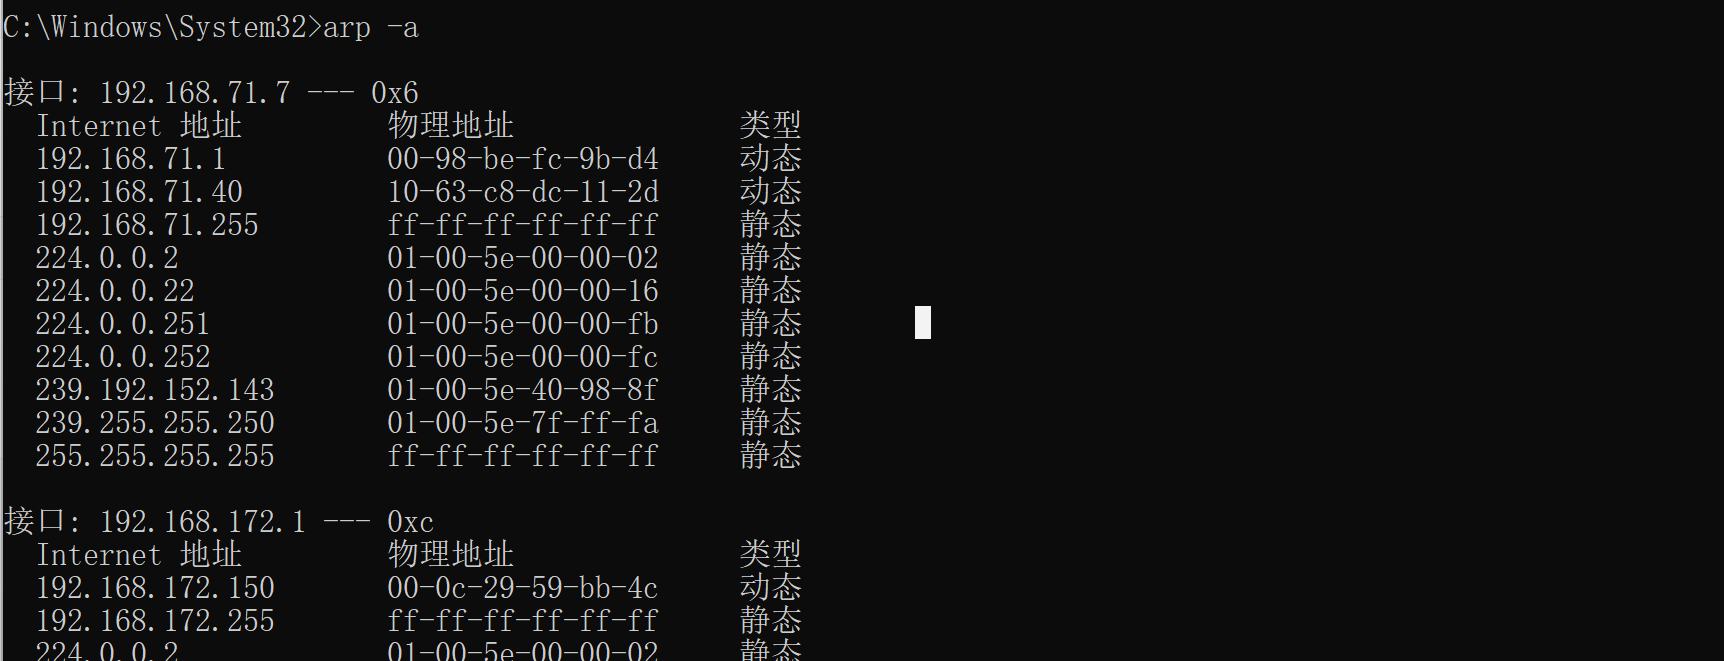 C:\Windows\System32>arp -a
接口: 192.168.71.7 --- 0x6
Internet 地址 物理地址 类型
192.168.71.1 00-98-be-fc-9b-d4 动态
192.168.71.40 10-63-c8-dc-11-2d 动态
192.168.71.255 ff-ff-ff-ff-ff-ff 静态
224.0.0.2 01-00-5e-00-00-02 静态
224.0.0.22 01-00-5e-00-00-16 静态
224.0.0.251 01-00-5e-00-00-fb 静态
224.0.0.252 01-00-5e-00-00-fc 静态
239.192.152.143 01-00-5e-40-98-8f 静态
239.255.255.250 01-00-5e-7f-ff-fa 静态
255.255.255.255 ff-ff-ff-ff-ff-ff 静态
接口: 192.168.172.1 --- 0xc
Internet 地址 物理地址 类型
192.168.172.150 00-0c-29-59-bb-4c 动态
192.168.172.255 ff-ff-ff-ff-ff-ff 静态
224.0.0.2 01-00-5e-00-00-02 静态